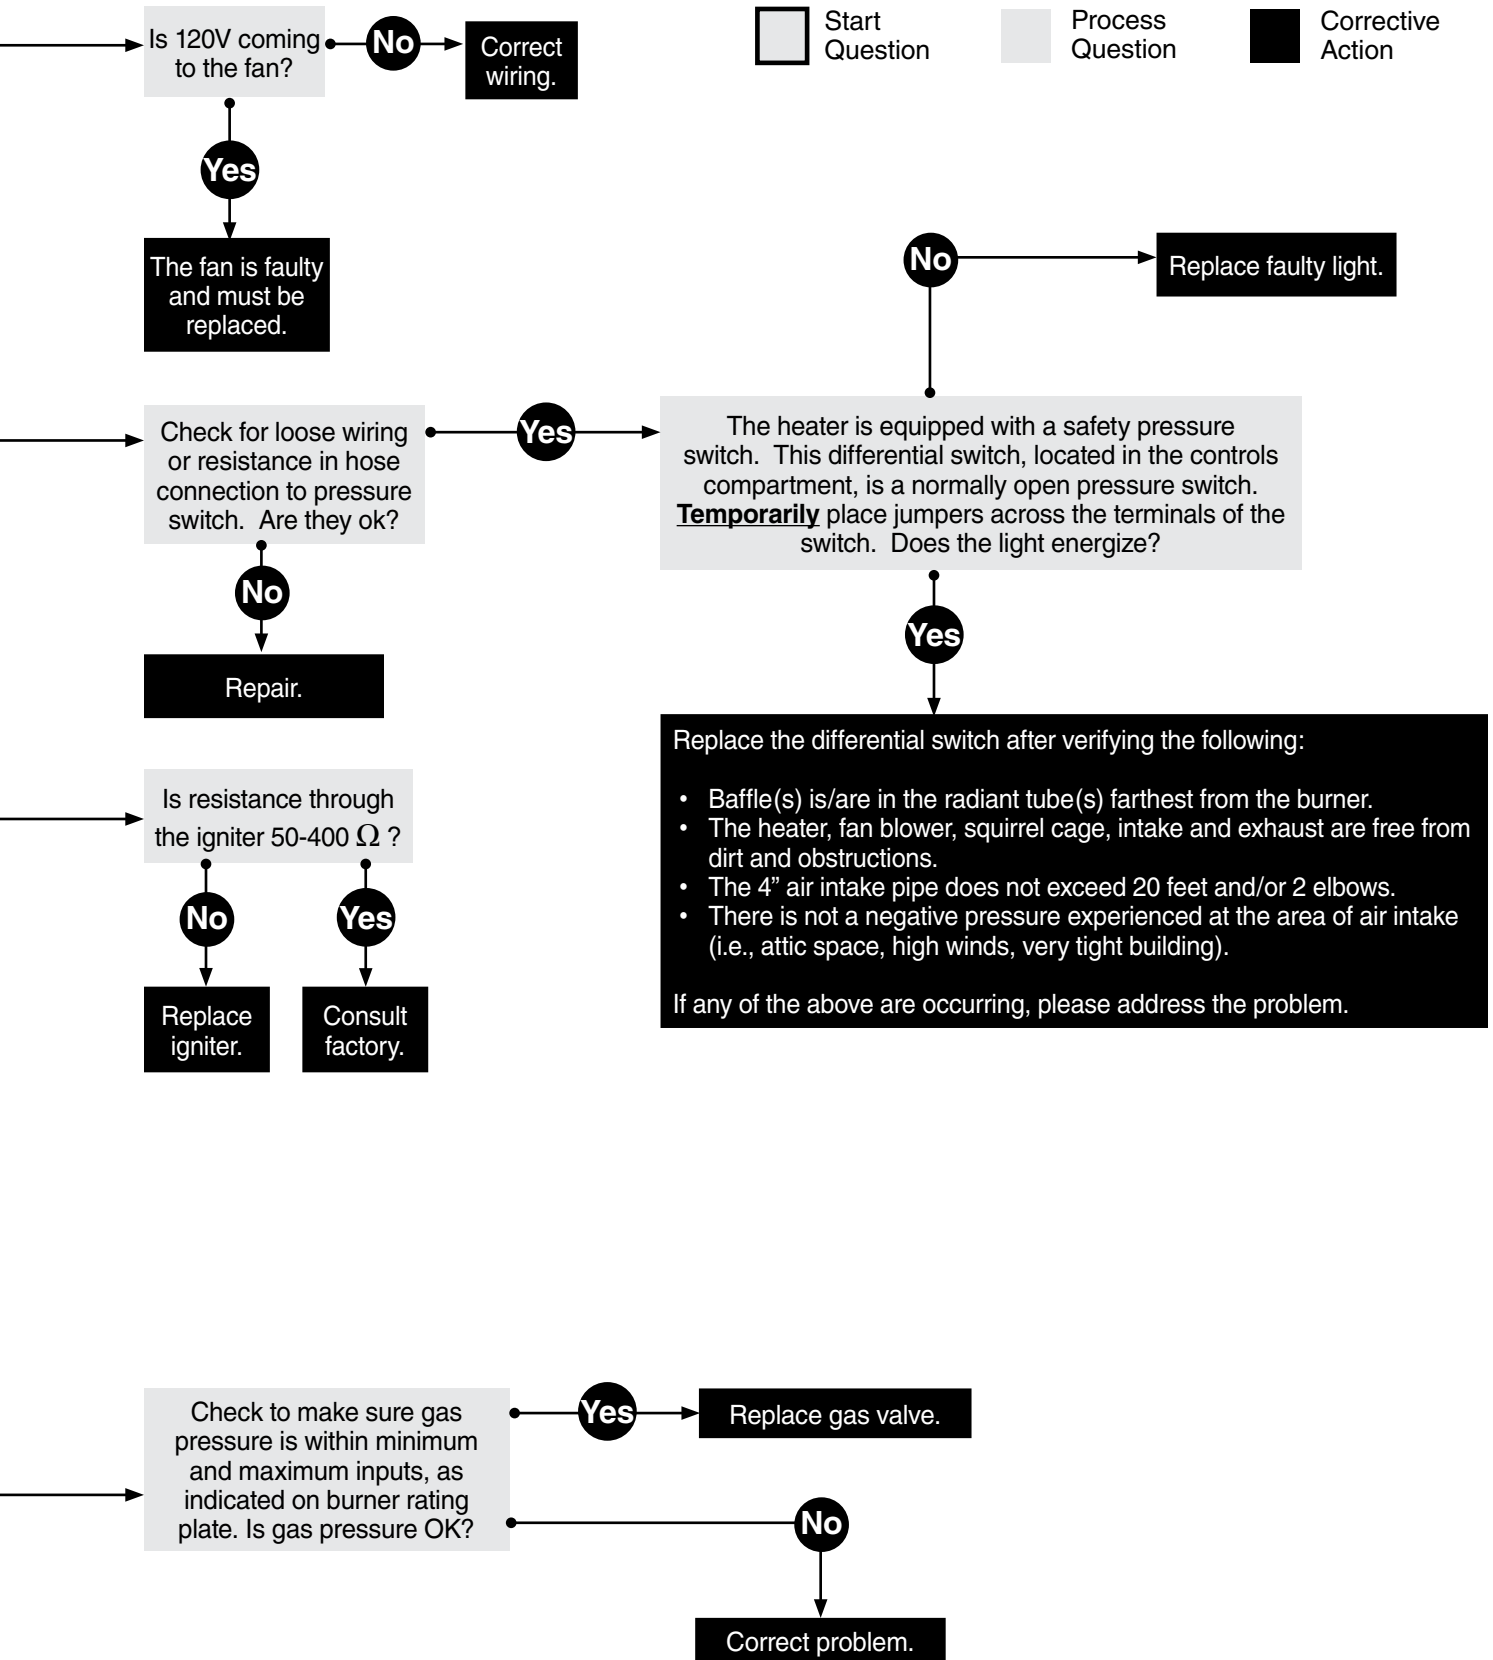 Is 120V coming
to the fan?
No
Correct
wiring.
Start
Question
Process
Question
Corrective
Action
Yes
The fan is faulty
and must be
replaced.
No
Replace faulty light.
Check for loose wiring
or resistance in hose
connection to pressure
switch.  Are they ok?
Yes
The heater is equipped with a safety pressure
switch.  This differential switch, located in the controls
compartment, is a normally open pressure switch.
Temporarily place jumpers across the terminals of the
switch.  Does the light energize?
No
Repair.
Yes
Replace the differential switch after verifying the following:
• Baffle(s) is/are in the radiant tube(s) farthest from the burner.
• The heater, fan blower, squirrel cage, intake and exhaust are free from
dirt and obstructions.
• The 4” air intake pipe does not exceed 20 feet and/or 2 elbows.
• There is not a negative pressure experienced at the area of air intake
(i.e., attic space, high winds, very tight building).
If any of the above are occurring, please address the problem.
Is resistance through
the igniter 50-400 Ω ?
No
Yes
Replace
igniter.
Consult
factory.
Check to make sure gas
pressure is within minimum
and maximum inputs, as
indicated on burner rating
plate. Is gas pressure OK?
Yes
Replace gas valve.
No
Correct problem.